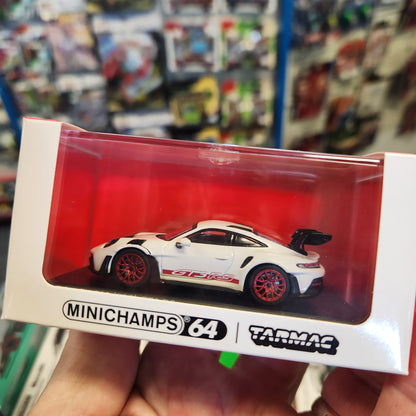 GT3 RS
MINICHAMPS® 64 TARMAC